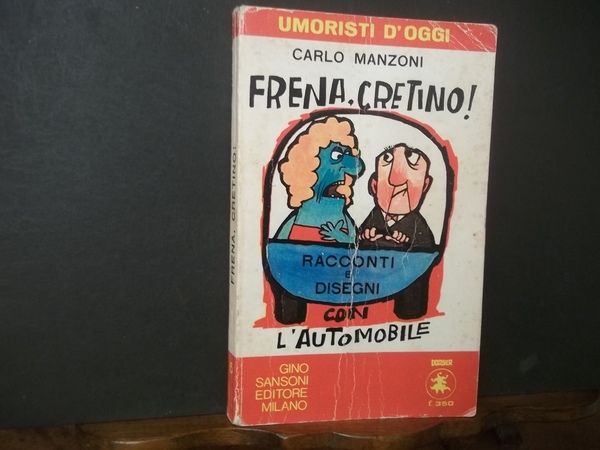 UMORISTI D'OGGI
CARLO MANZONI
FRENA, CRETINO!
RACCONTI
E
DISEGNI
CON
L'AUTOMOBILE
GINO
SANSONI
EDITORE
MILANO
£. 350
FRENA, CRETINO!